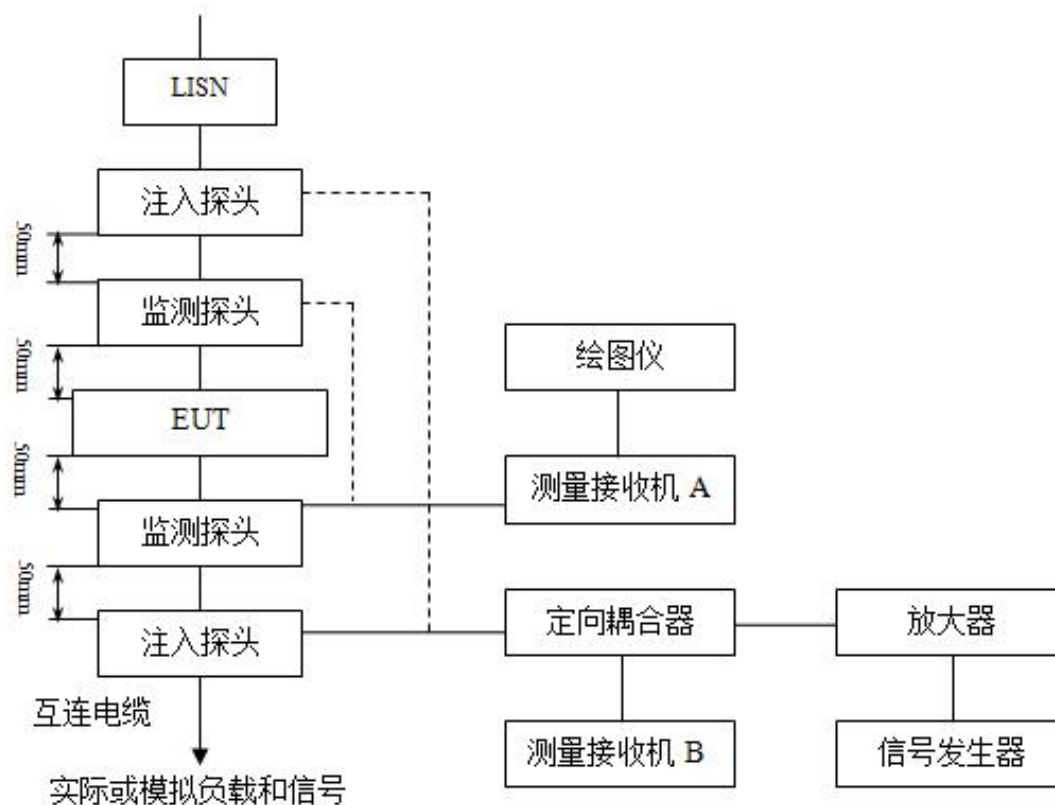 LISN
注入探头
50mm
监测探头
50mm
绘图仪
EUT
50mm
测量接收机 A
监测探头
50mm
注入探头
定向耦合器
放大器
互连电缆
测量接收机 B
信号发生器
实际或模拟负载和信号